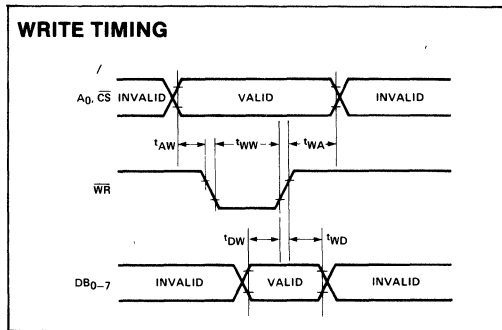 WRITE TIMING
A0, CS INVALID VALID INVALID
tAW tWW tWA
WR
tDW tWD
DB0–7 INVALID VALID INVALID